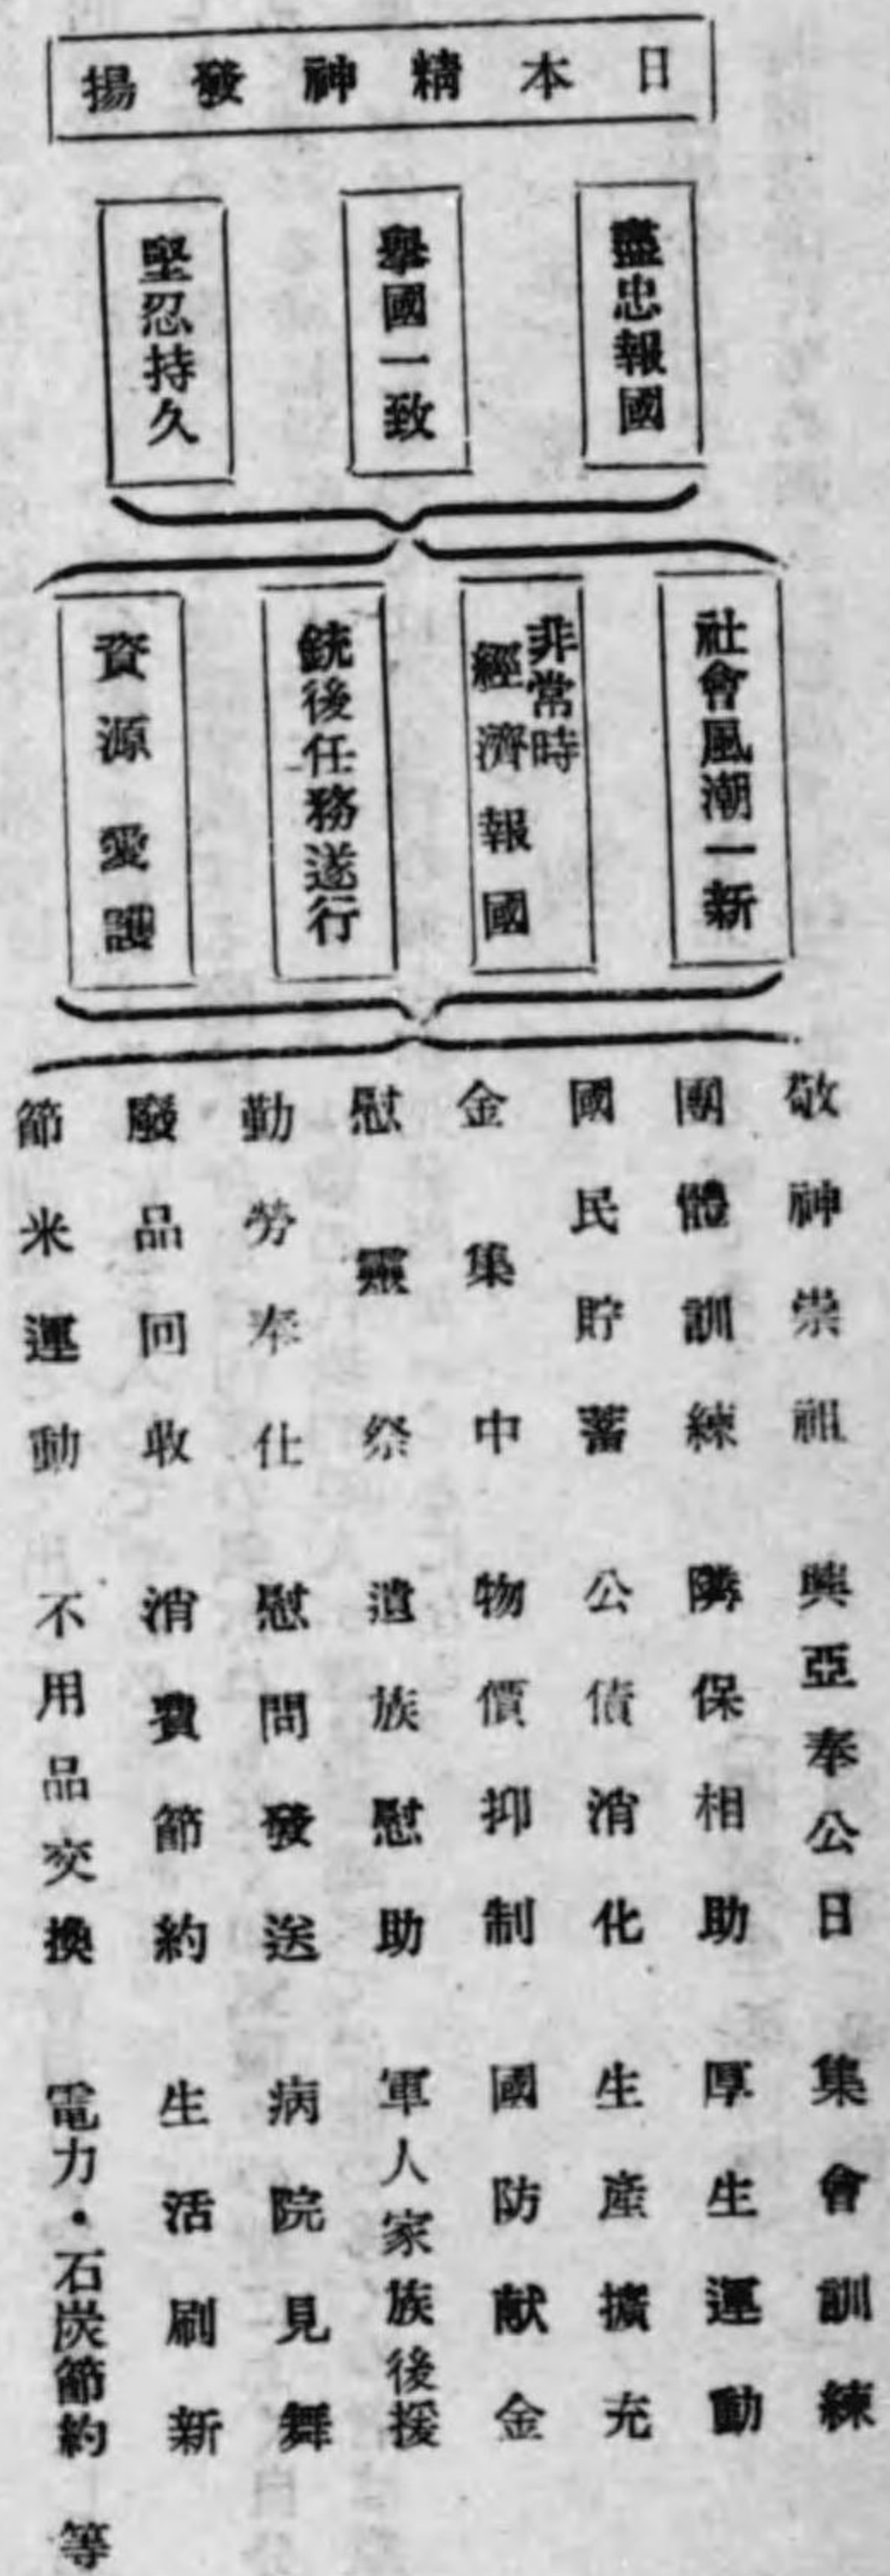 日本精神發揚
盡忠報國
擧國一致
堅忍持久
社會風潮一新
非常時
經濟報國
銃後任務遂行
資源愛護
敬神崇祖
興亞奉公日
集會訓練
團體訓練
隣保相助
厚生運動
國民貯蓄
公債消化
生產擴充
金集中
物價抑制
國防献金
慰靈祭
遺族慰助
軍人家族後援
勤勞奉仕
慰問發送
病院見舞
廢品回收
消費節約
生活刷新
節米運動
不用品交換
電力・石炭節約 等